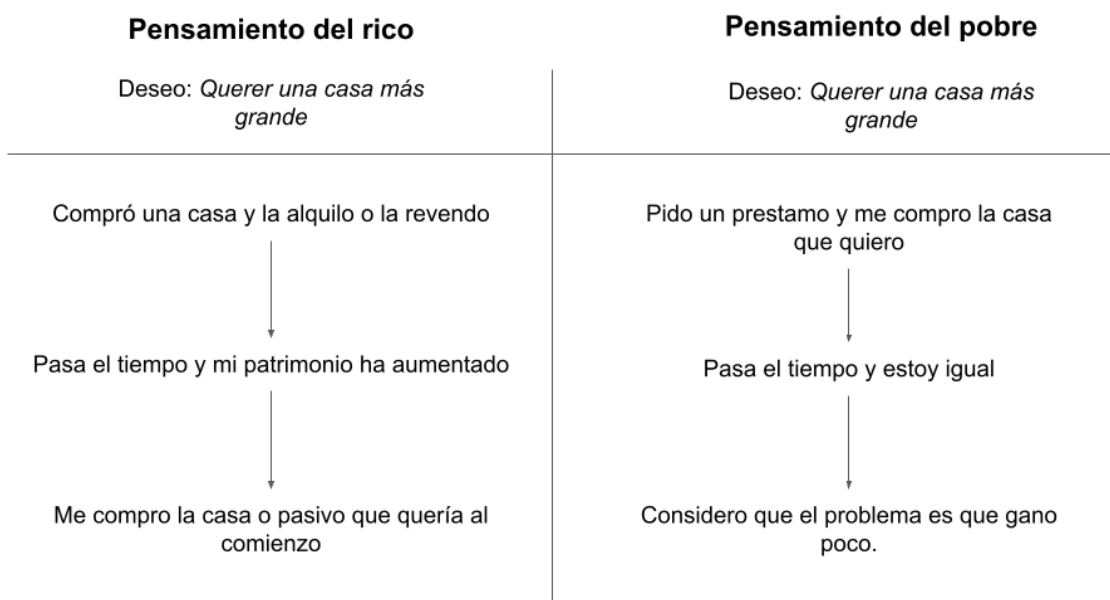 Pensamiento del rico
Deseo: Querer una casa más
grande
Compró una casa y la alquilo o la revendo
Pasa el tiempo y mi patrimonio ha aumentado
Me compro la casa o pasivo que quería al
comienzo
Pensamiento del pobre
Deseo: Querer una casa más
grande
Pido un prestamo y me compro la casa
que quiero
Pasa el tiempo y estoy igual
Considero que el problema es que gano
poco.